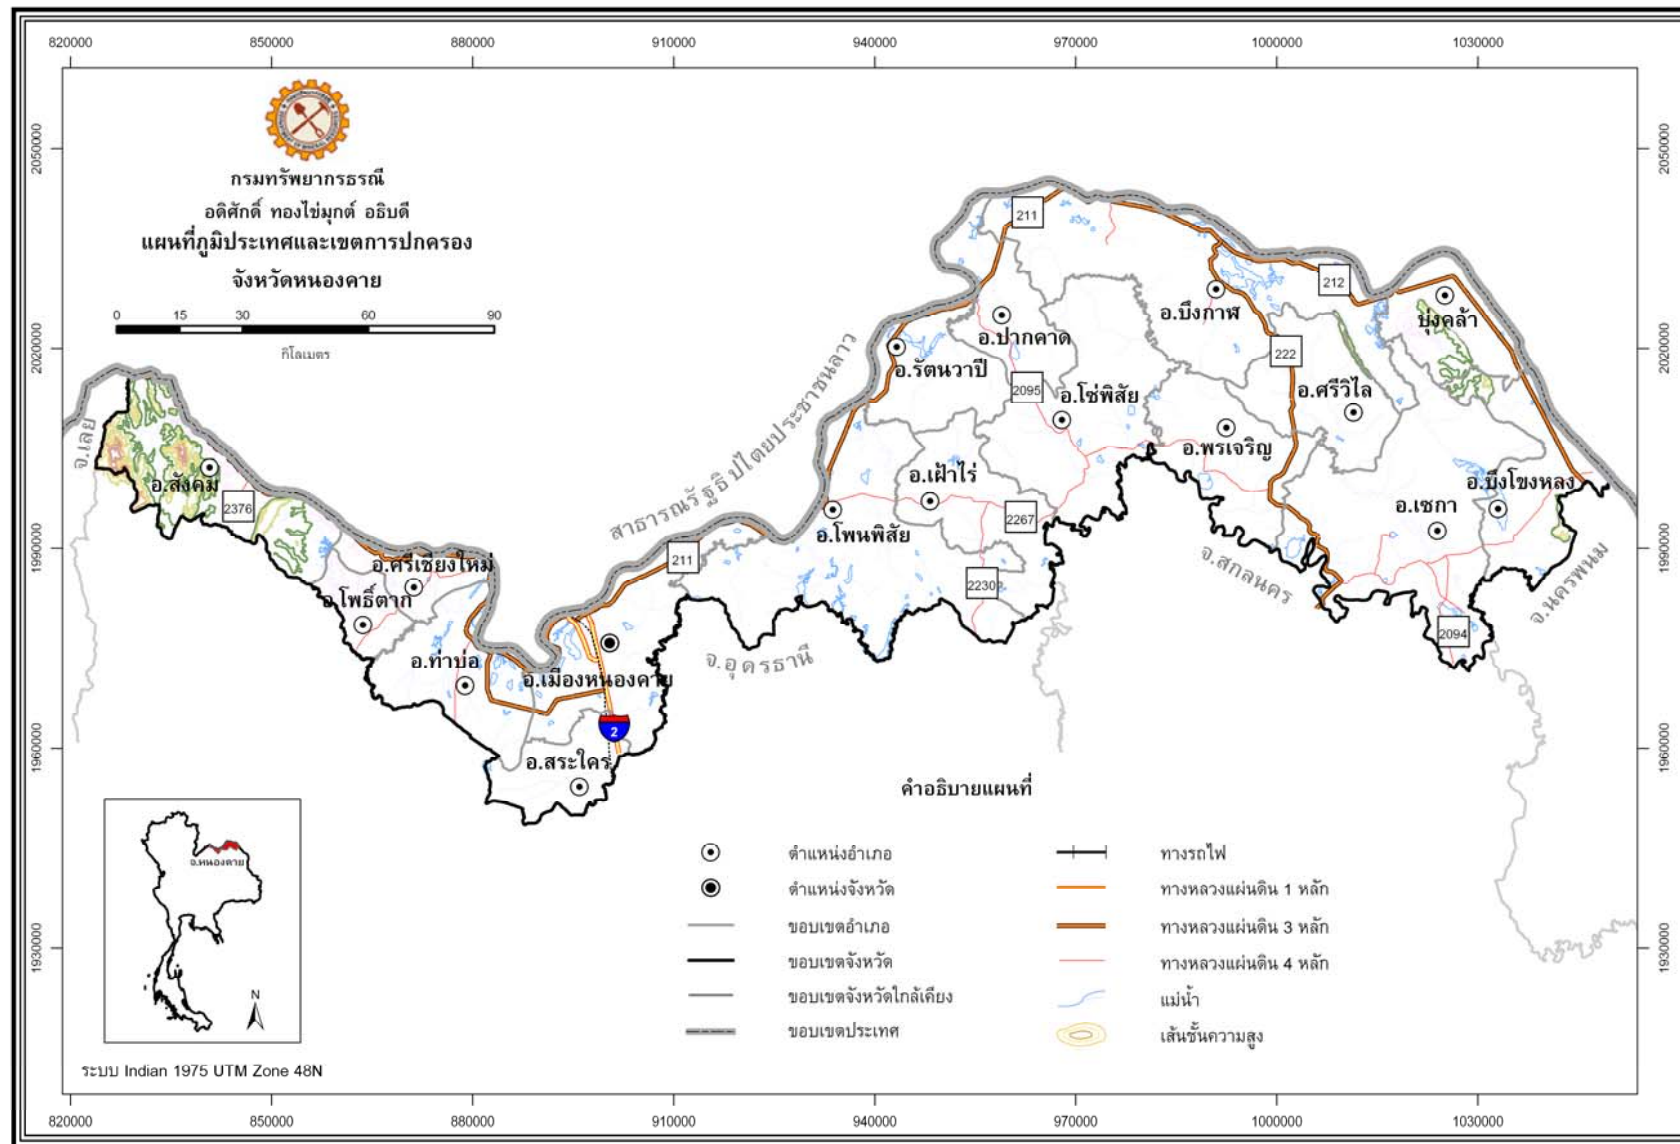 820000 850000 880000 910000 940000 970000 1000000 1030000
2050000 2050000
2020000 2020000
1990000 1990000
1960000 1960000
1930000 1930000
กรมทรัพยากรธรณี
อดิศักดิ์ ทองไข่มุกต์ อธิบดี
แผนที่ภูมิประเทศและเขตการปกครอง
จังหวัดหนองคาย
0 15 30 60 90
กิโลเมตร
สาธารณรัฐธิปไตยประชาชนลาว
จ.เลย
อ.สังคม
2376
อ.ศรีเชียงใหม่
อ.โพธิ์ตาก
อ.ท่าบ่อ
อ.เมืองหนองคาย
2
อ.สระใคร
211
จ.อุดรธานี
211
อ.ปากคาด
อ.รัตนวาปี
2095
อ.โซ่พิสัย
อ.เฝ้าไร่
อ.โพนพิสัย
2267
2230
อ.บึงกาฬ
212
บุ่งคล้า
222
อ.ศรีวิไล
อ.พรเจริญ
อ.บึงโขงหลง
อ.เซกา
จ.สกลนคร
จ.นครพนม
2094
จ.หนองคาย
N
ระบบ Indian 1975 UTM Zone 48N
คำอธิบายแผนที่
ตำแหน่งอำเภอ
ตำแหน่งจังหวัด
ขอบเขตอำเภอ
ขอบเขตจังหวัด
ขอบเขตจังหวัดใกล้เคียง
ขอบเขตประเทศ
ทางรถไฟ
ทางหลวงแผ่นดิน 1 หลัก
ทางหลวงแผ่นดิน 3 หลัก
ทางหลวงแผ่นดิน 4 หลัก
แม่น้ำ
เส้นชั้นความสูง
820000 850000 880000 910000 940000 970000 1000000 1030000